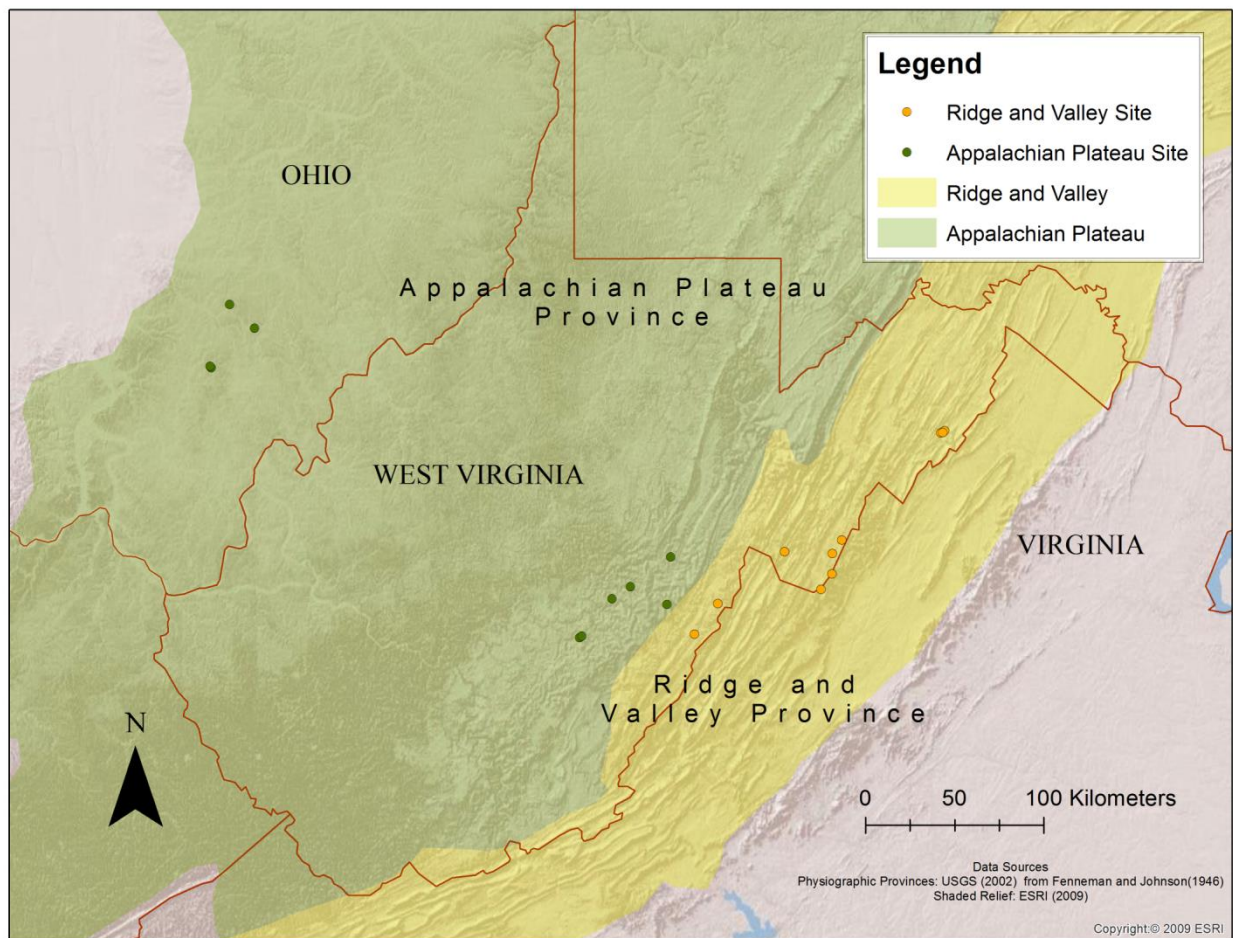 Legend
Ridge and Valley Site
Appalachian Plateau Site
Ridge and Valley
Appalachian Plateau
OHIO
Appalachian Plateau
Province
WEST VIRGINIA
VIRGINIA
Ridge and
Valley Province
N
0 50 100 Kilometers
Data Sources
Physiographic Provinces: USGS (2002) from Fenneman and Johnson(1946)
Shaded Relief: ESRI (2009)
Copyright:© 2009 ESRI